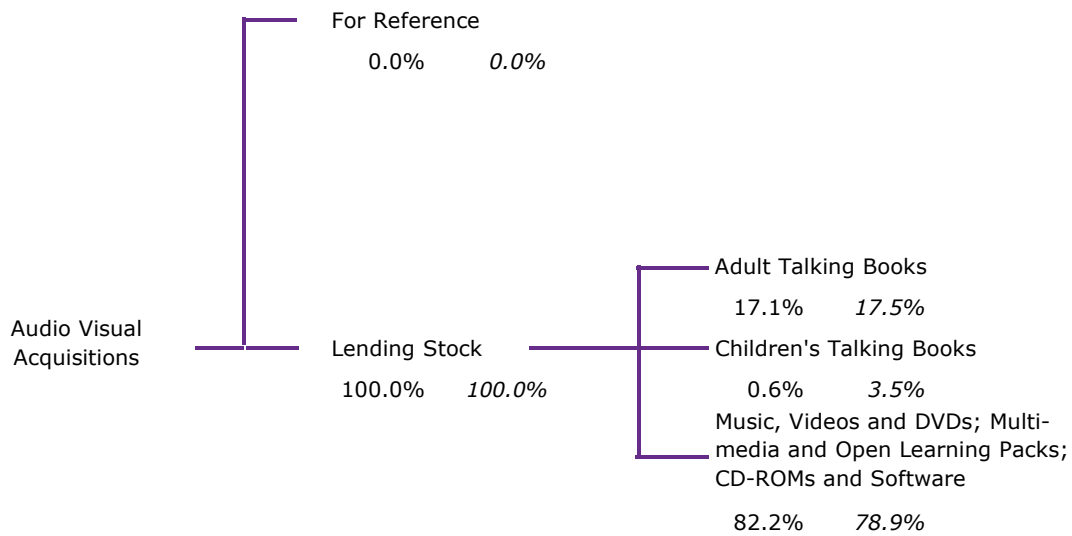 For Reference
0.0% 0.0%
Adult Talking Books
17.1% 17.5%
Audio Visual
Acquisitions
Lending Stock
100.0% 100.0%
Children's Talking Books
0.6% 3.5%
Music, Videos and DVDs; Multi-
media and Open Learning Packs;
CD-ROMs and Software
82.2% 78.9%